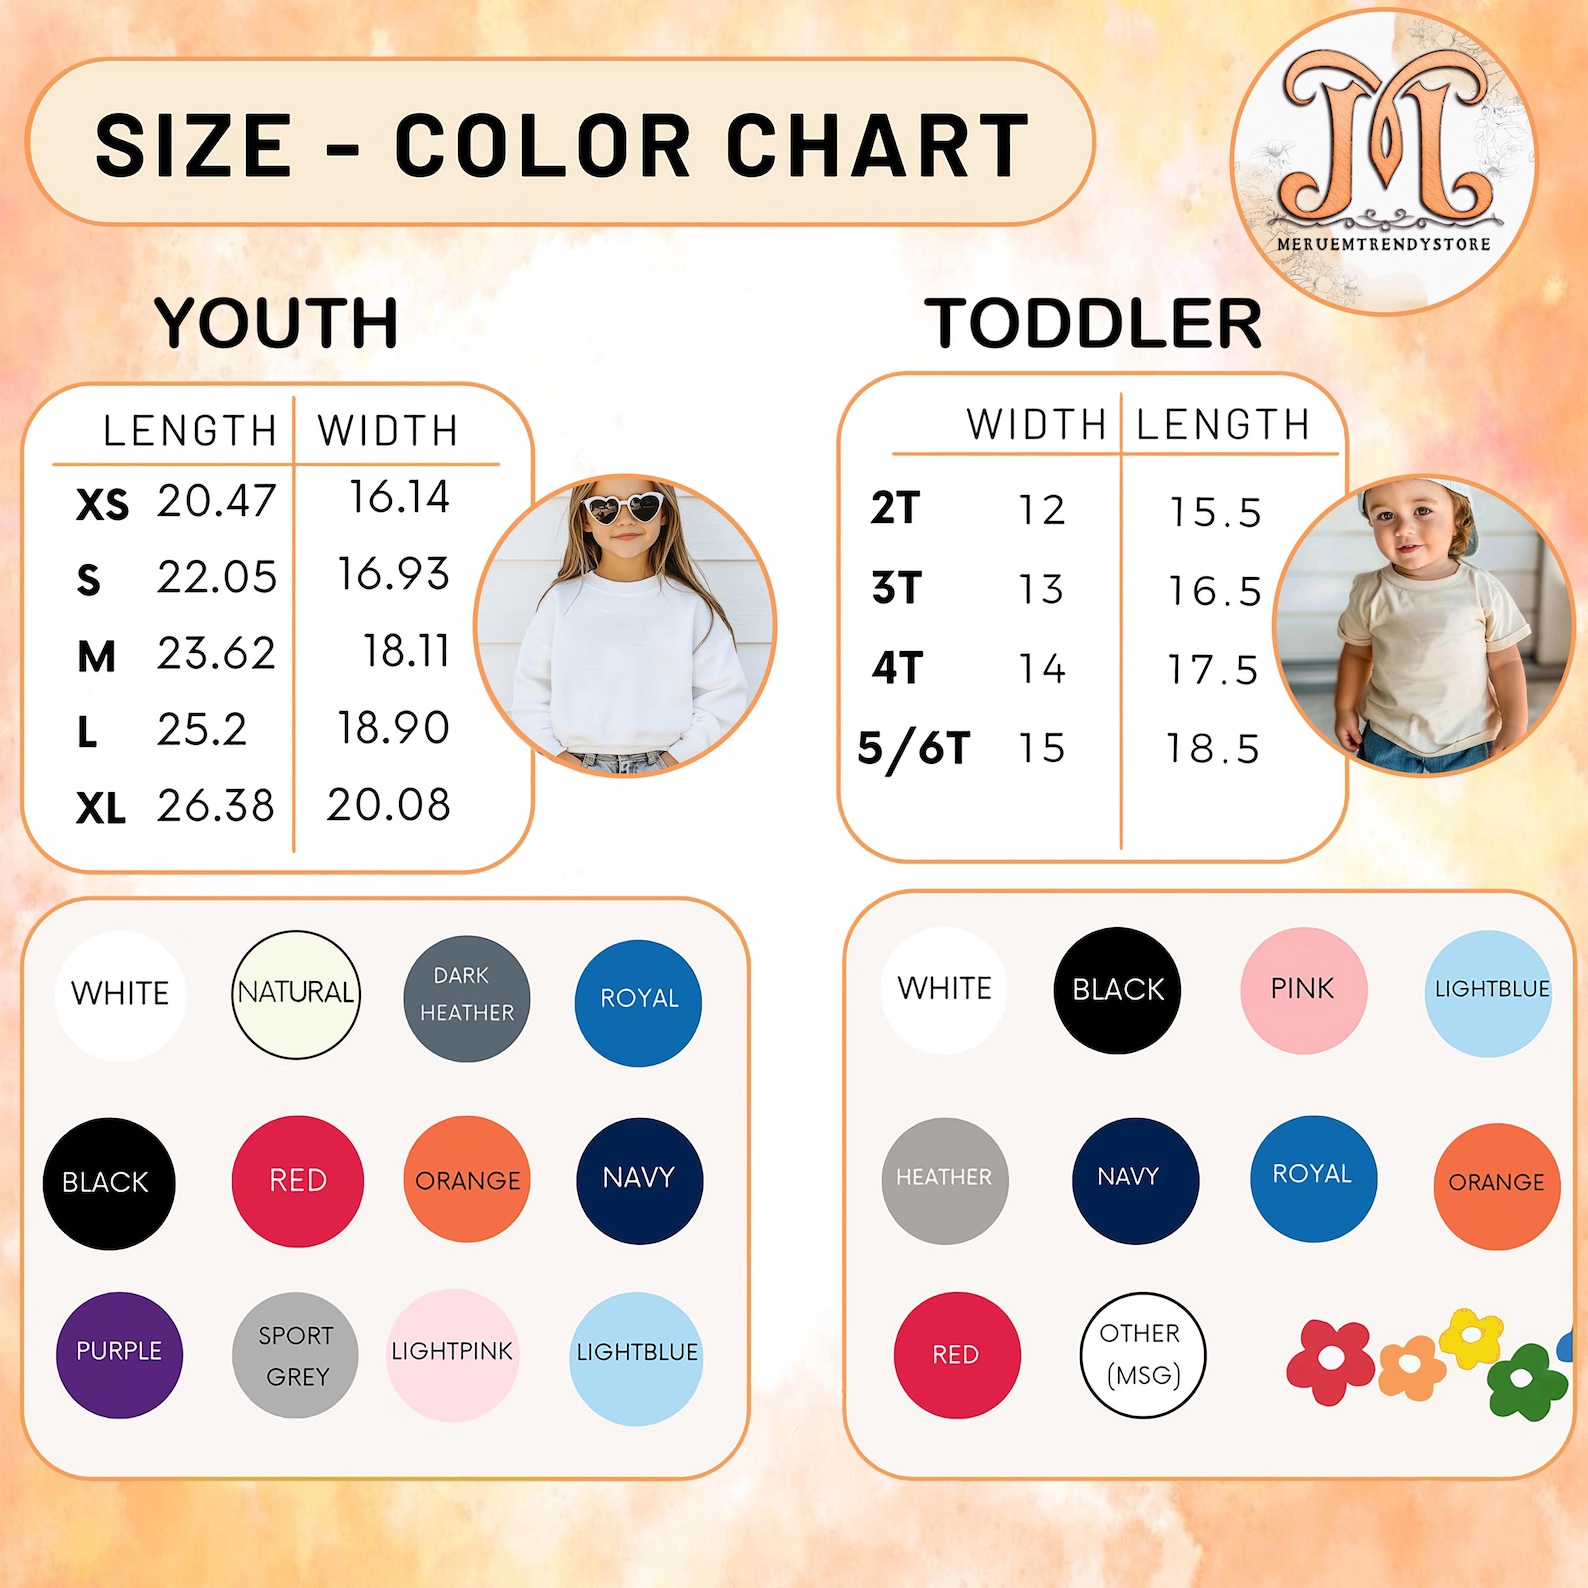 SIZE - COLOR CHART
MERUEMTRENDYSTORE
YOUTH
LENGTH WIDTH
XS 20.47 16.14
S 22.05 16.93
M 23.62 18.11
L 25.2 18.90
XL 26.38 20.08
TODDLER
WIDTH LENGTH
2T 12 15.5
3T 13 16.5
4T 14 17.5
5/6T 15 18.5
WHITE
NATURAL
DARK
HEATHER
ROYAL
BLACK
RED
ORANGE
NAVY
PURPLE
SPORT
GREY
LIGHTPINK
LIGHTBLUE
WHITE
BLACK
PINK
LIGHTBLUE
HEATHER
NAVY
ROYAL
ORANGE
RED
OTHER
(MSG)